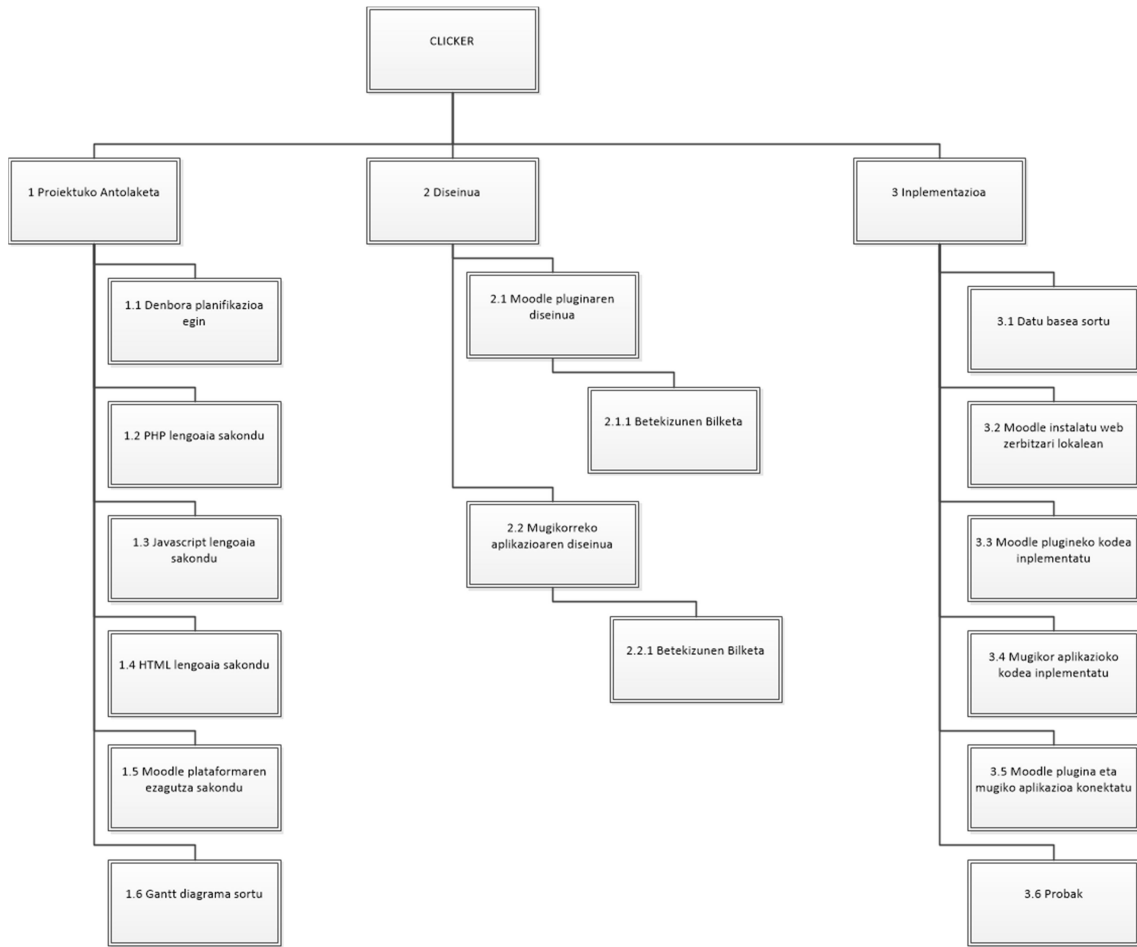 CLICKER
1 Proiektuko Antolaketa
2 Diseinua
3 Inplementazioa
1.1 Denbora planifikazioa
egin
1.2 PHP lengoaia sakondu
1.3 Javascript lengoaia
sakondu
1.4 HTML lengoaia sakondu
1.5 Moodle plataformaren
ezagutza sakondu
1.6 Gantt diagrama sortu
2.1 Moodle pluginaren
diseinua
2.1.1 Betekizunen Bilketa
2.2 Mugikorreko
aplikazioaren diseinua
2.2.1 Betekizunen Bilketa
3.1 Datu basea sortu
3.2 Moodle instalatu web
zerbitzari lokalean
3.3 Moodle plugineko kodea
inplementatu
3.4 Mugikor aplikazioko
kodea inplementatu
3.5 Moodle plugina eta
mugiko aplikazioa konektatu
3.6 Probak